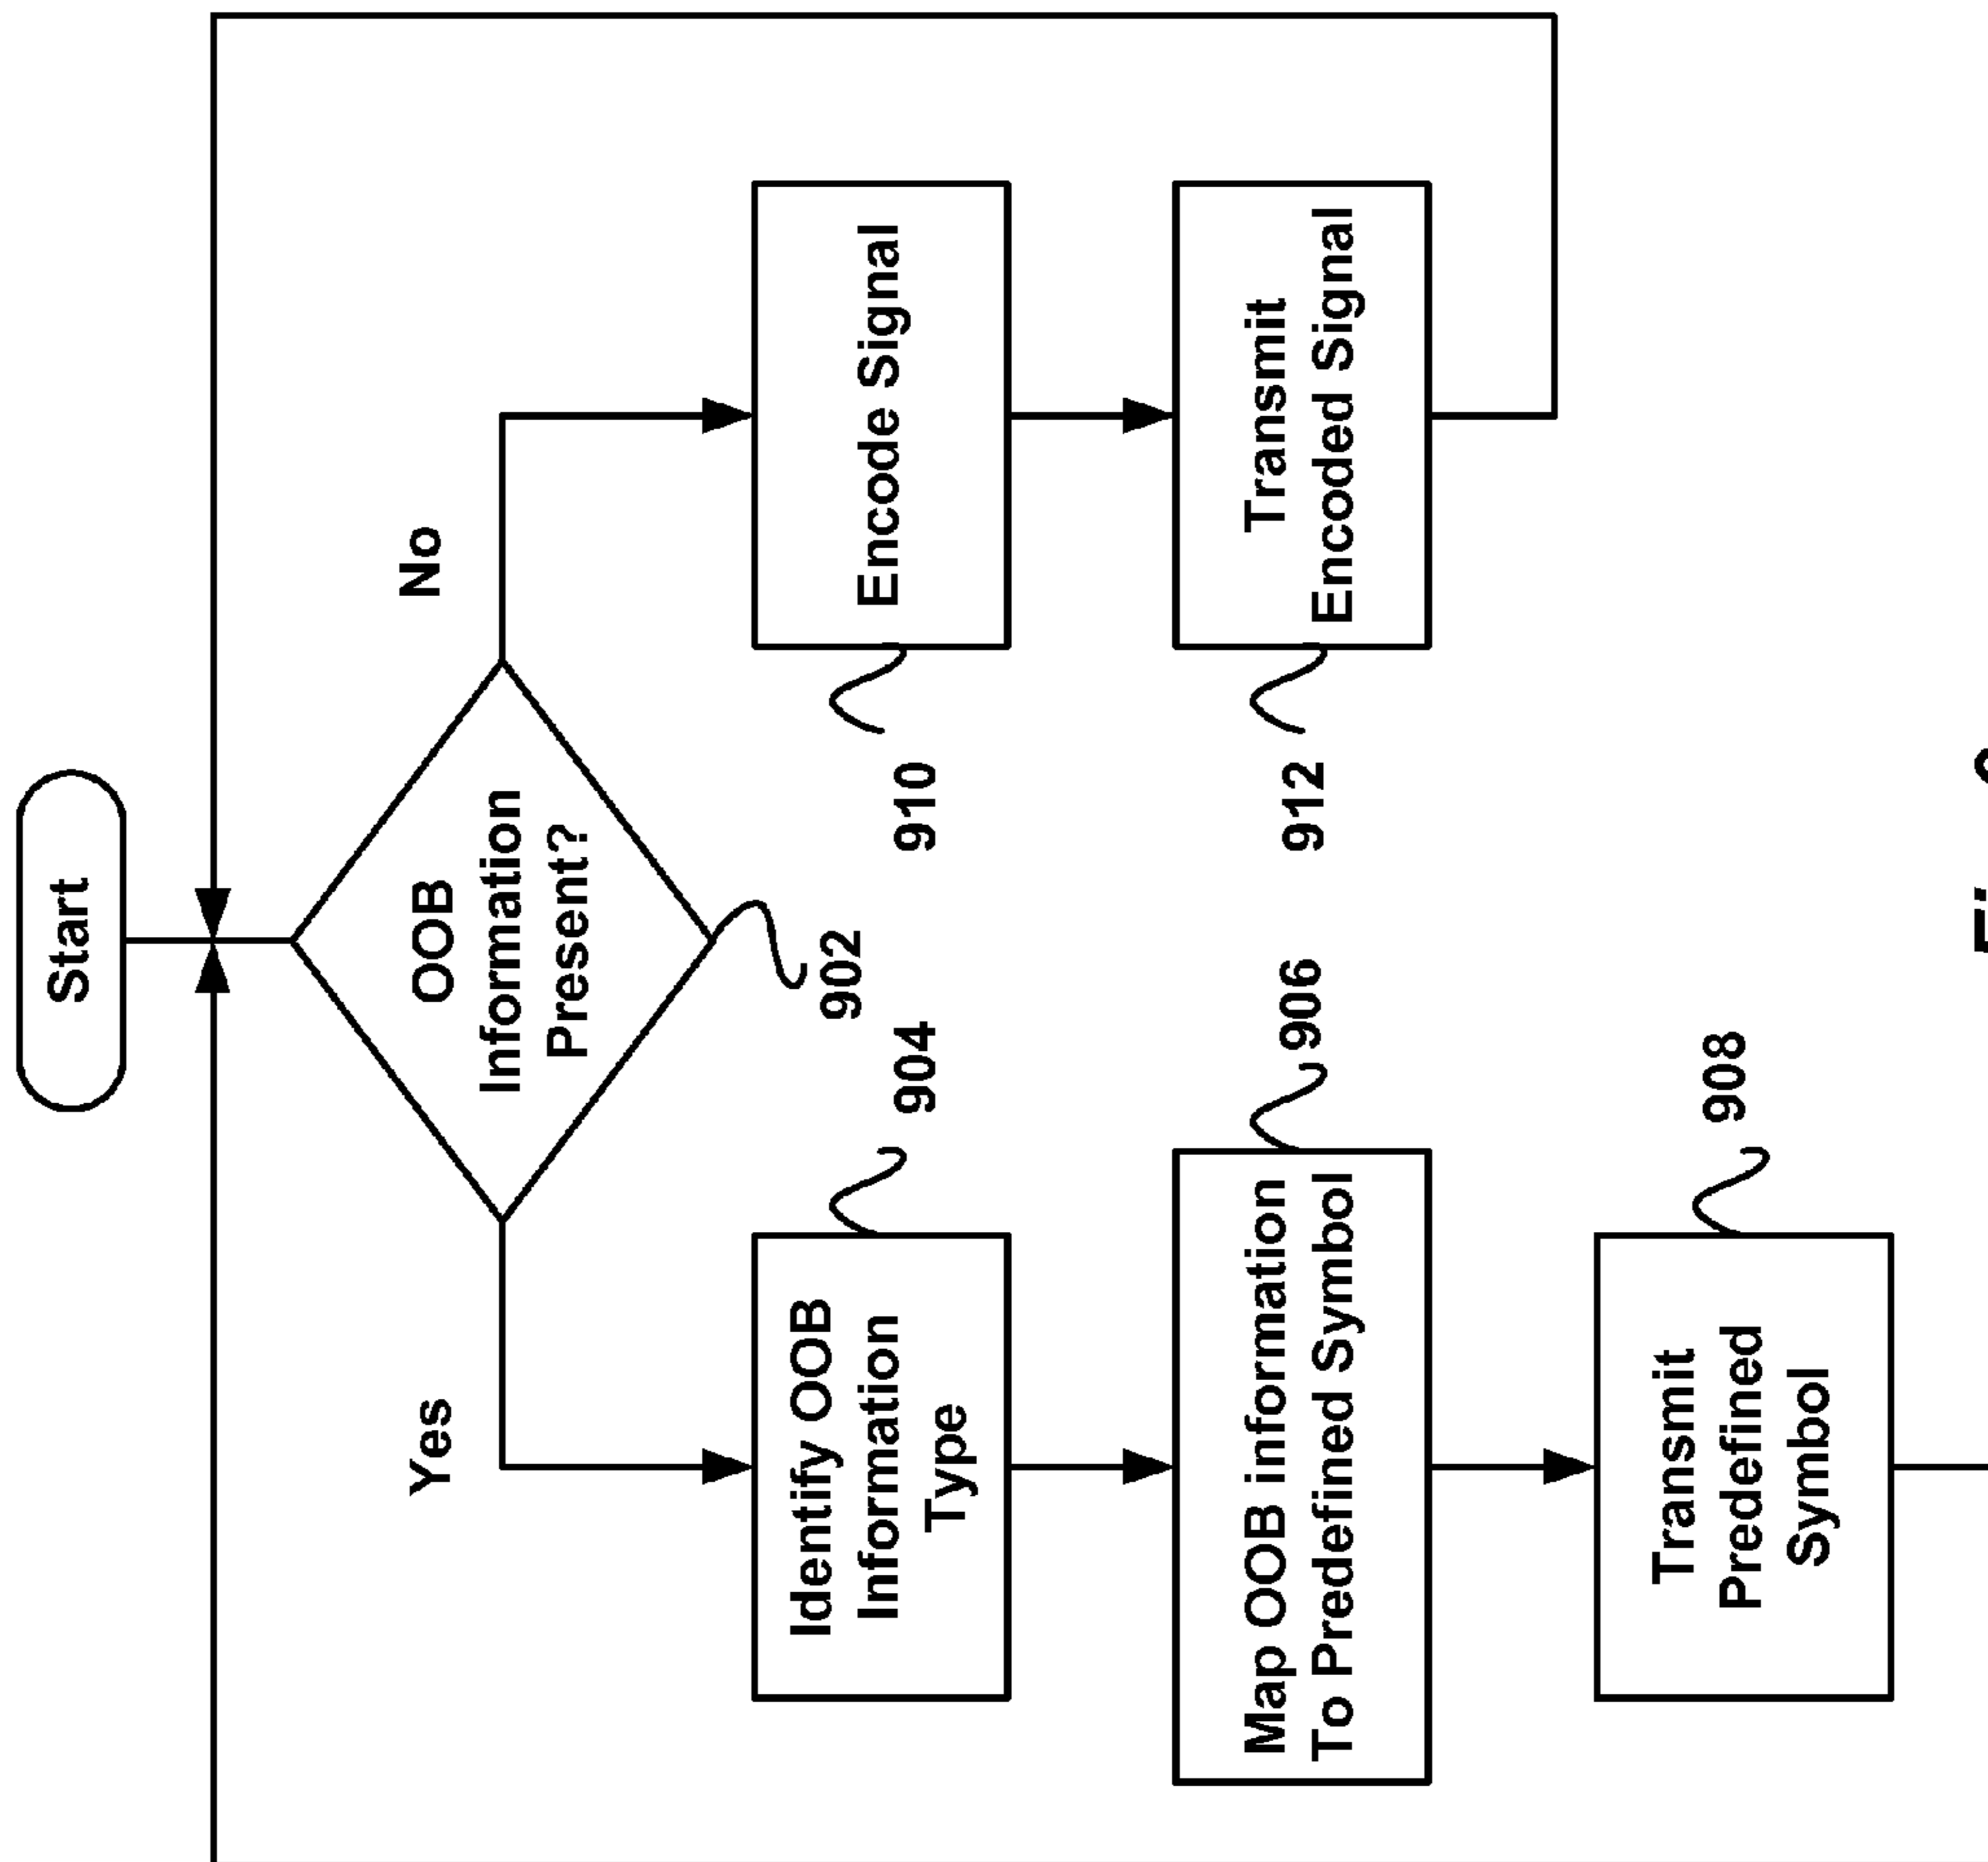 Start
OOB
Information
Present?
902
Yes
No
Identify OOB
Information
Type
904
Encode Signal
910
Map OOB information
To Predefined Symbol
906
Transmit
Encoded Signal
912
Transmit
Predefined
Symbol
908